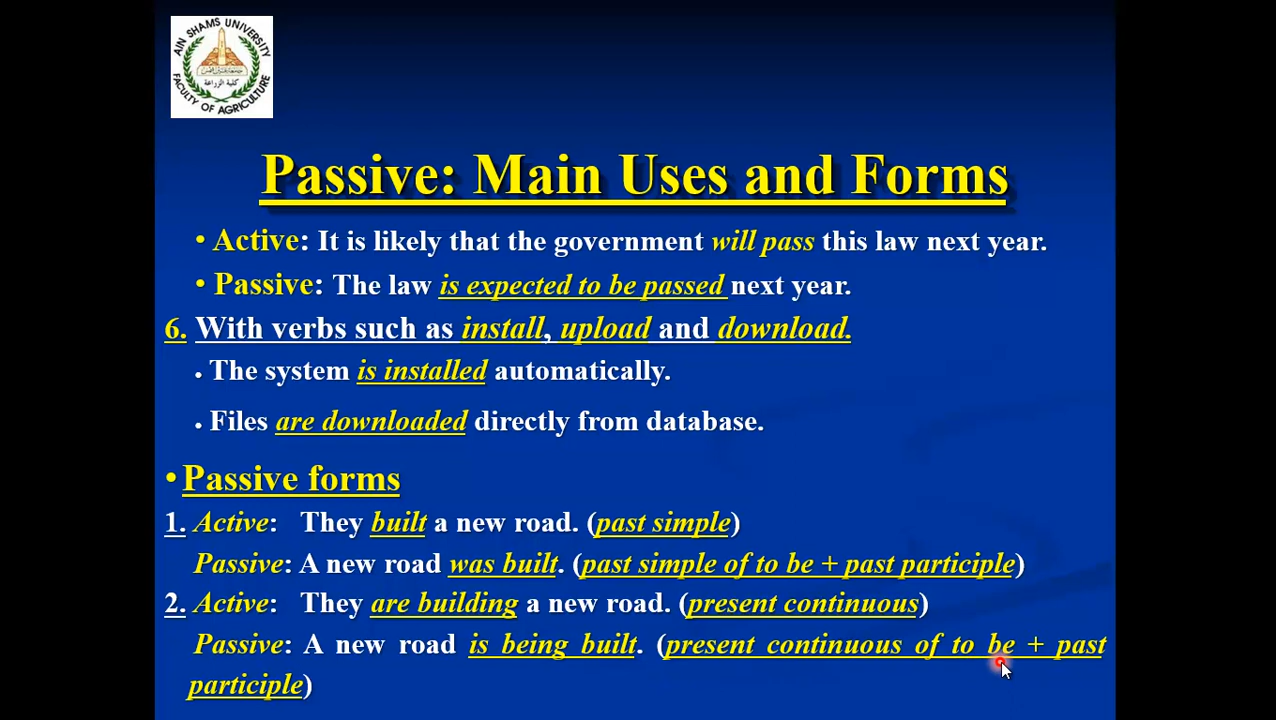 AIN SHAMS UNIVERSITY
FACULTY OF AGRICULTURE
Passive: Main Uses and Forms
• Active: It is likely that the government will pass this law next year.
• Passive: The law is expected to be passed next year.
6. With verbs such as install, upload and download.
• The system is installed automatically.
• Files are downloaded directly from database.
• Passive forms
1. Active: They built a new road. (past simple)
Passive: A new road was built. (past simple of to be + past participle)
2. Active: They are building a new road. (present continuous)
Passive: A new road is being built. (present continuous of to be + past
participle)